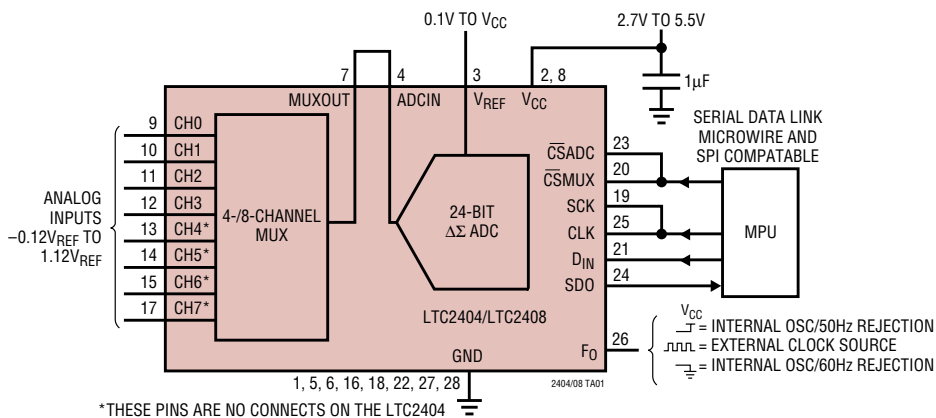 0.1V TO VCC
2.7V TO 5.5V
7
4
3
2, 8
1µF
MUXOUT
ADCIN
VREF
VCC
SERIAL DATA LINK
MICROWIRE AND
SPI COMPATABLE
ANALOG
INPUTS
–0.12VREF TO
1.12VREF
9 CH0
10 CH1
11 CH2
12 CH3
13 CH4*
14 CH5*
15 CH6*
17 CH7*
4-/8-CHANNEL
MUX
24-BIT
ΔΣ ADC
CSADC 23
CSMUX 20
SCK 19
CLK 25
DIN 21
SDO 24
MPU
LTC2404/LTC2408
GND
FO 26
VCC
= INTERNAL OSC/50Hz REJECTION
= EXTERNAL CLOCK SOURCE
= INTERNAL OSC/60Hz REJECTION
1, 5, 6, 16, 18, 22, 27, 28
2404/08 TA01
*THESE PINS ARE NO CONNECTS ON THE LTC2404